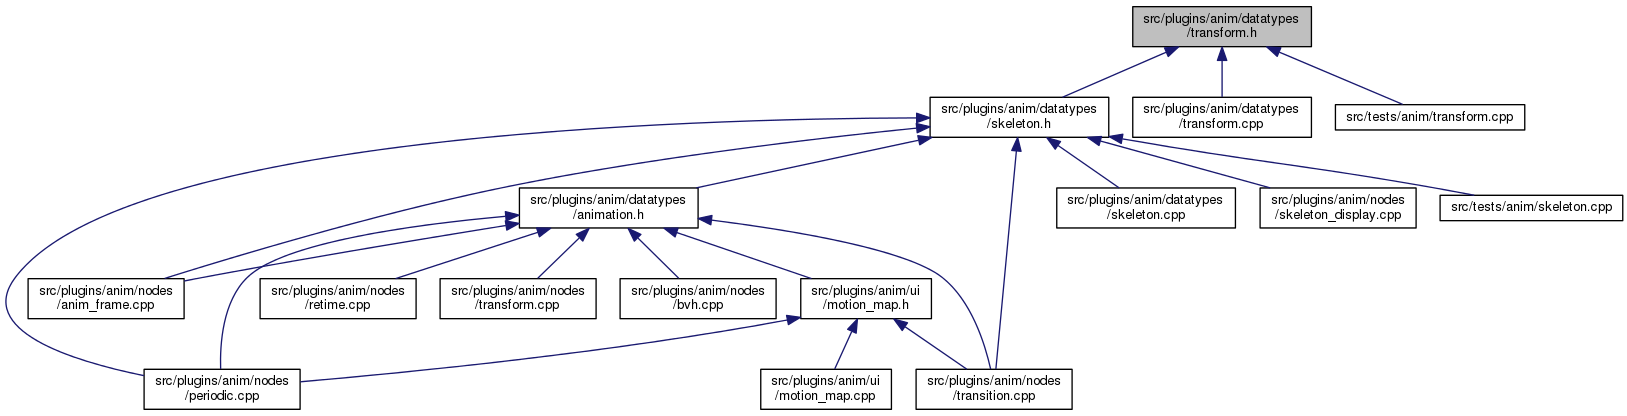 src/plugins/anim/datatypes
/transform.h
src/plugins/anim/datatypes
/skeleton.h
src/plugins/anim/datatypes
/transform.cpp
src/tests/anim/transform.cpp
src/plugins/anim/datatypes
/animation.h
src/plugins/anim/datatypes
/skeleton.cpp
src/plugins/anim/nodes
/skeleton_display.cpp
src/tests/anim/skeleton.cpp
src/plugins/anim/nodes
/anim_frame.cpp
src/plugins/anim/nodes
/retime.cpp
src/plugins/anim/nodes
/transform.cpp
src/plugins/anim/nodes
/bvh.cpp
src/plugins/anim/ui
/motion_map.h
src/plugins/anim/nodes
/periodic.cpp
src/plugins/anim/ui
/motion_map.cpp
src/plugins/anim/nodes
/transition.cpp